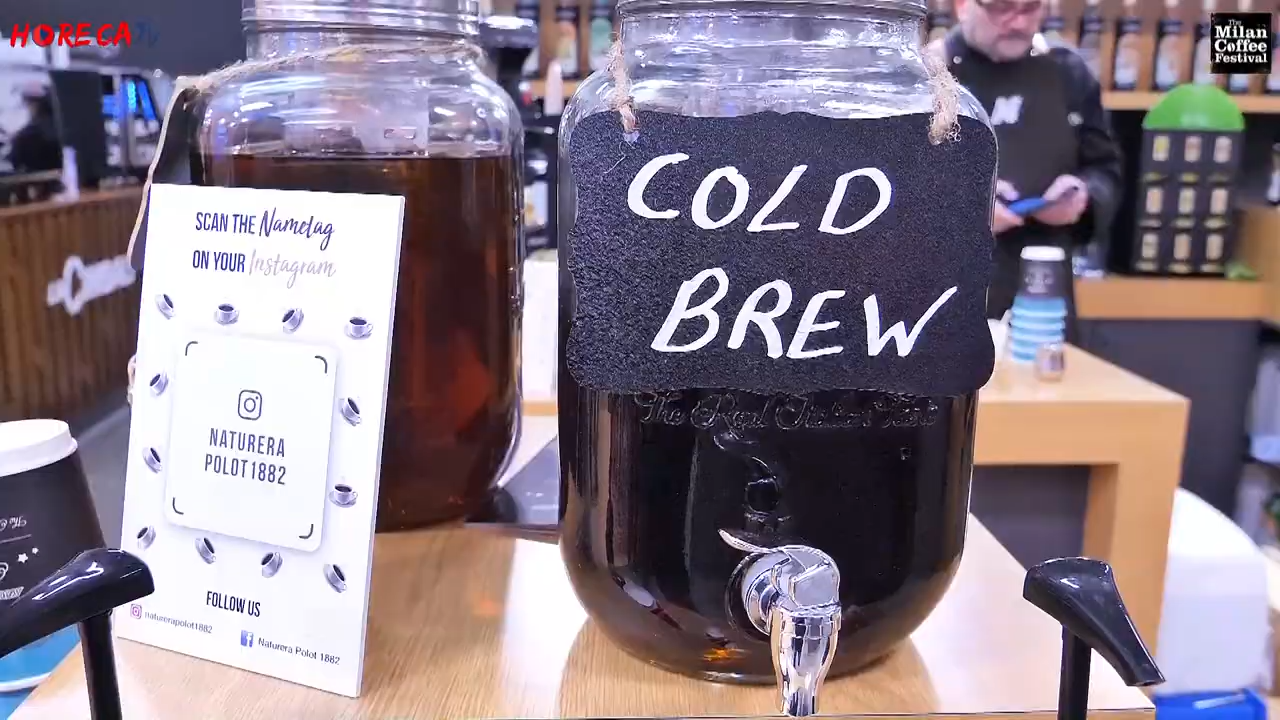 HORECATV
The
Milan
Coffee
Festival
COLD
BREW
SCAN THE Nametag
ON YOUR Instagram
NATURERA
POLOT1882
FOLLOW US
naturerapolot1882
Naturera Polot 1882